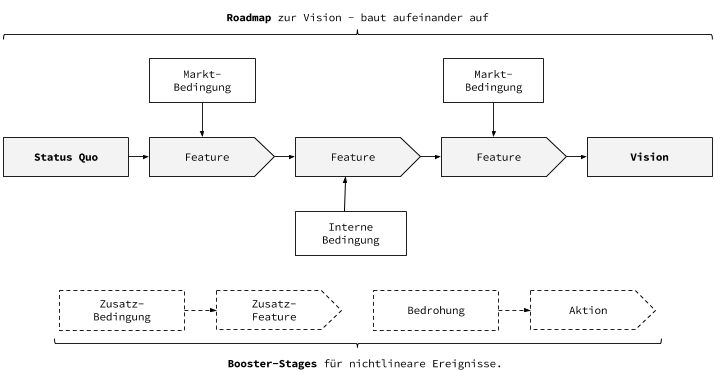 Roadmap zur Vision - baut aufeinander auf
Markt-
Bedingung
Markt-
Bedingung
Status Quo
Feature
Feature
Feature
Vision
Interne
Bedingung
Zusatz-
Bedingung
Zusatz-
Feature
Bedrohung
Aktion
Booster-Stages für nichtlineare Ereignisse.